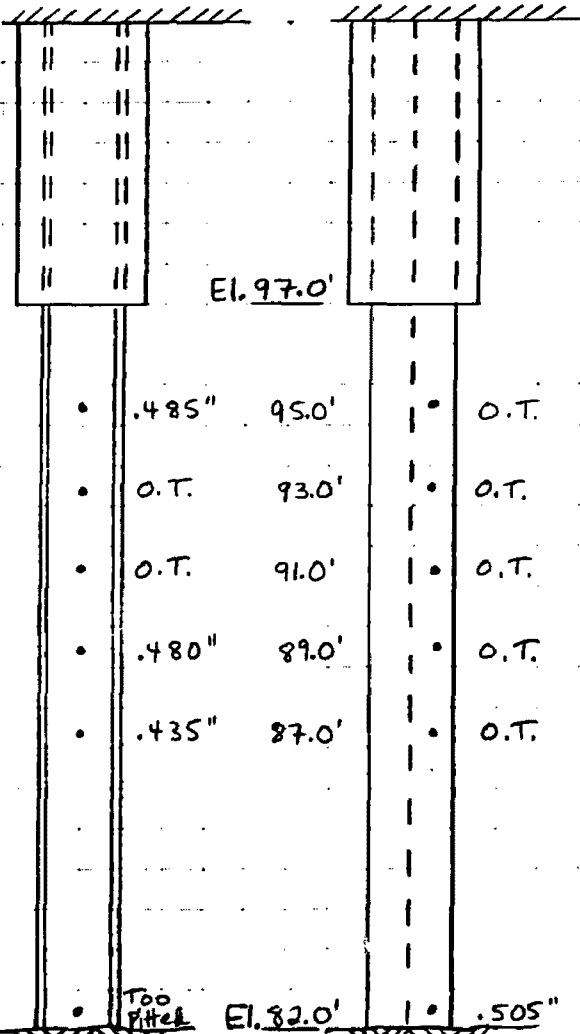 El. 97.0'
.485" 95.0' O.T.
O.T. 93.0' O.T.
O.T. 91.0' O.T.
.480" 89.0' O.T.
.435" 87.0' O.T.
Too
Pitted El. 82.0' .505"